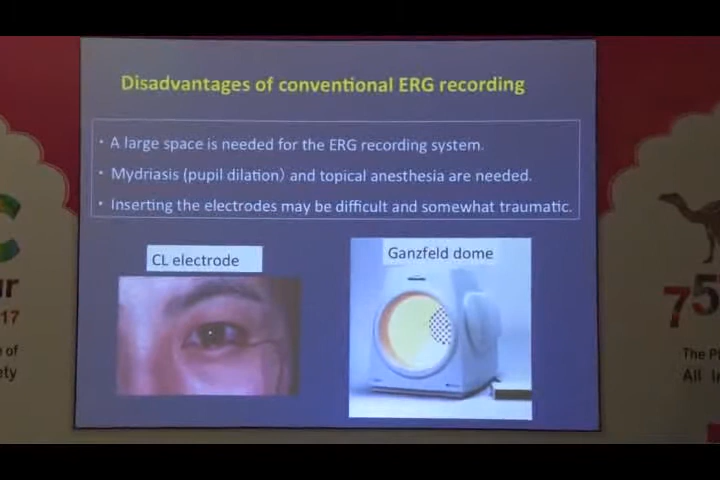 Disadvantages of conventional ERG recording
• A large space is needed for the ERG recording system.
• Mydriasis (pupil dilation) and topical anesthesia are needed.
• Inserting the electrodes may be difficult and somewhat traumatic.
CL electrode
Ganzfeld dome
C
ur
17
e of
ety
75
The P
All I